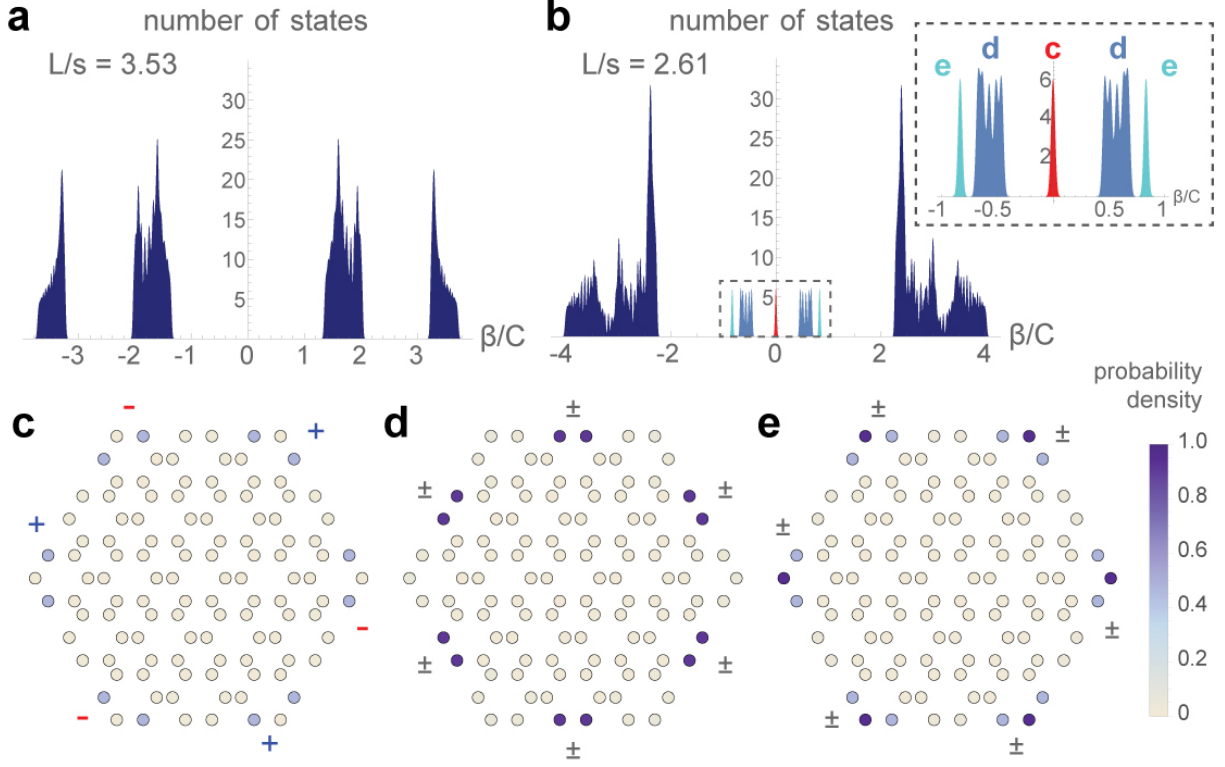 a
number of states
L/s = 3.53
30
25
20
15
10
5
-3
-2
-1
0
1
2
3
β/C
b
number of states
L/s = 2.61
30
25
20
15
10
5
-4
-2
0
2
4
β/C
e
d
c
d
e
6
4
2
-1
-0.5
0.5
1
β/C
c
-
+
+
-
-
+
d
±
±
±
±
±
±
e
±
±
±
±
±
±
probability
density
1.0
0.8
0.6
0.4
0.2
0